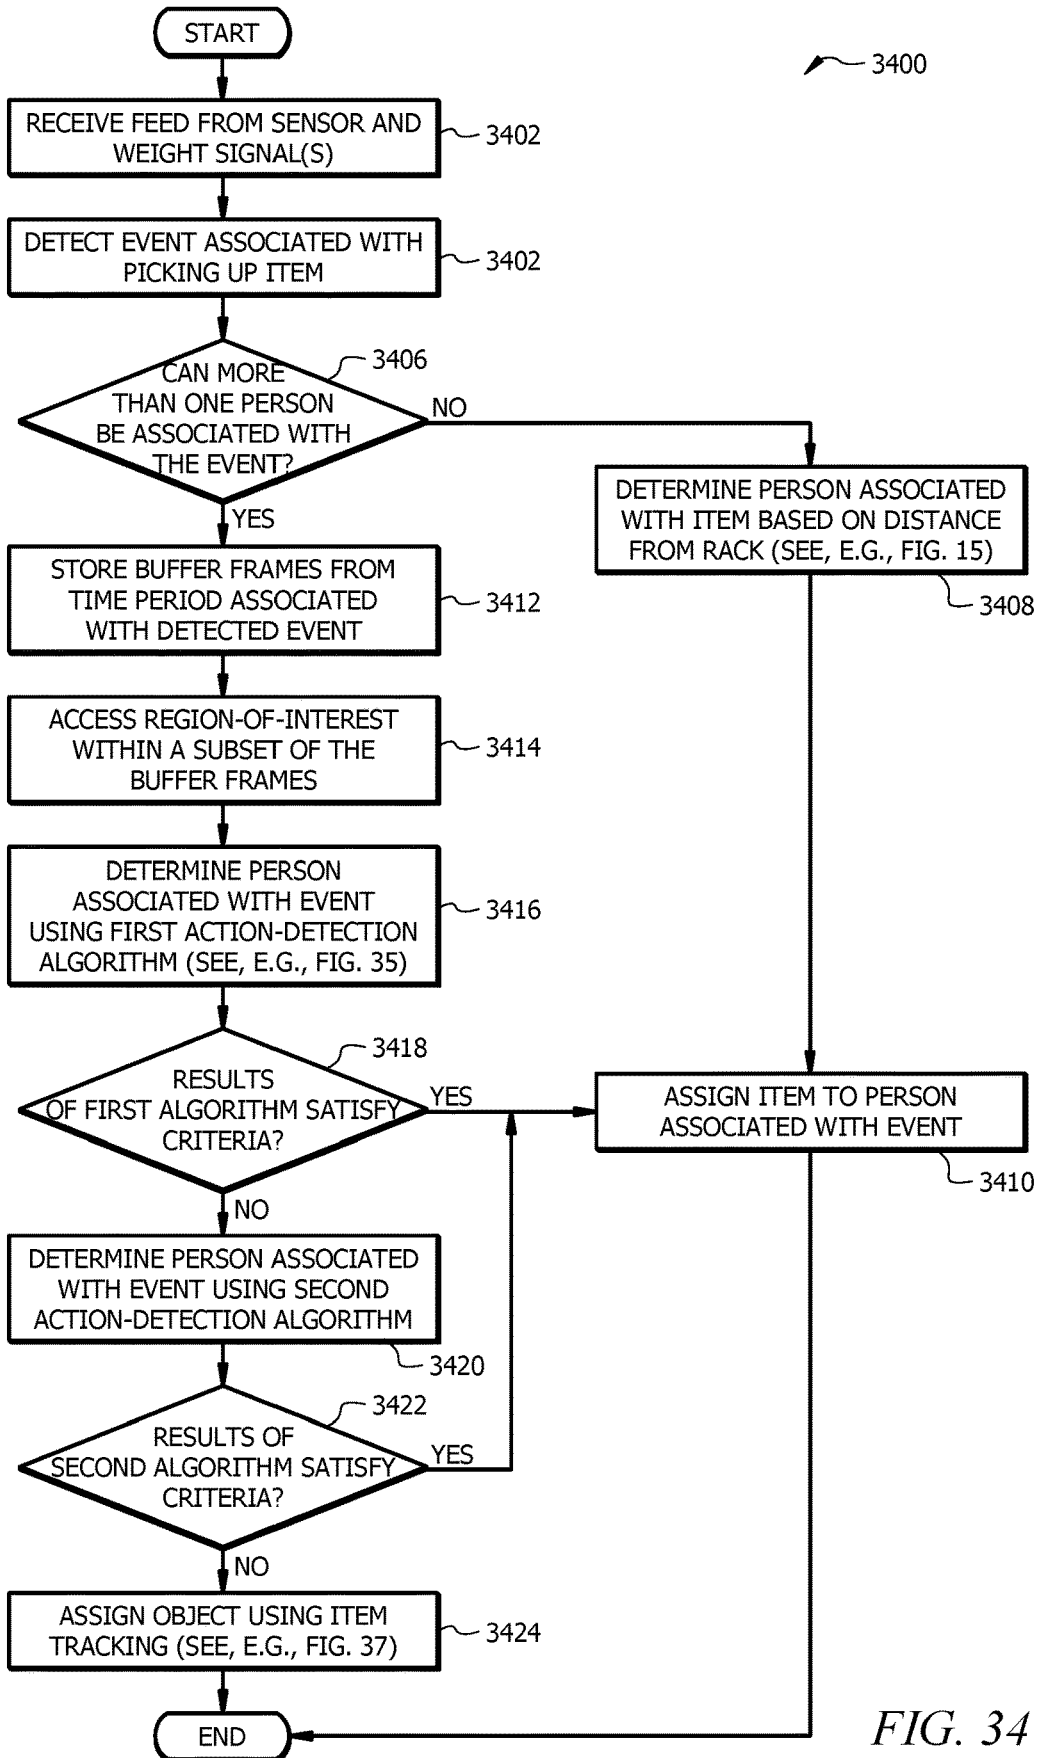 START
3400
RECEIVE FEED FROM SENSOR AND
WEIGHT SIGNAL(S)
3402
DETECT EVENT ASSOCIATED WITH
PICKING UP ITEM
3402
3406
CAN MORE
THAN ONE PERSON
BE ASSOCIATED WITH
THE EVENT?
NO
YES
DETERMINE PERSON ASSOCIATED
WITH ITEM BASED ON DISTANCE
FROM RACK (SEE, E.G., FIG. 15)
3408
STORE BUFFER FRAMES FROM
TIME PERIOD ASSOCIATED
WITH DETECTED EVENT
3412
ACCESS REGION-OF-INTEREST
WITHIN A SUBSET OF THE
BUFFER FRAMES
3414
DETERMINE PERSON
ASSOCIATED WITH EVENT
USING FIRST ACTION-DETECTION
ALGORITHM (SEE, E.G., FIG. 35)
3416
3418
RESULTS
OF FIRST ALGORITHM SATISFY
CRITERIA?
YES
NO
ASSIGN ITEM TO PERSON
ASSOCIATED WITH EVENT
3410
DETERMINE PERSON ASSOCIATED
WITH EVENT USING SECOND
ACTION-DETECTION ALGORITHM
3420
3422
RESULTS OF
SECOND ALGORITHM SATISFY
CRITERIA?
YES
NO
ASSIGN OBJECT USING ITEM
TRACKING (SEE, E.G., FIG. 37)
3424
END
FIG. 34